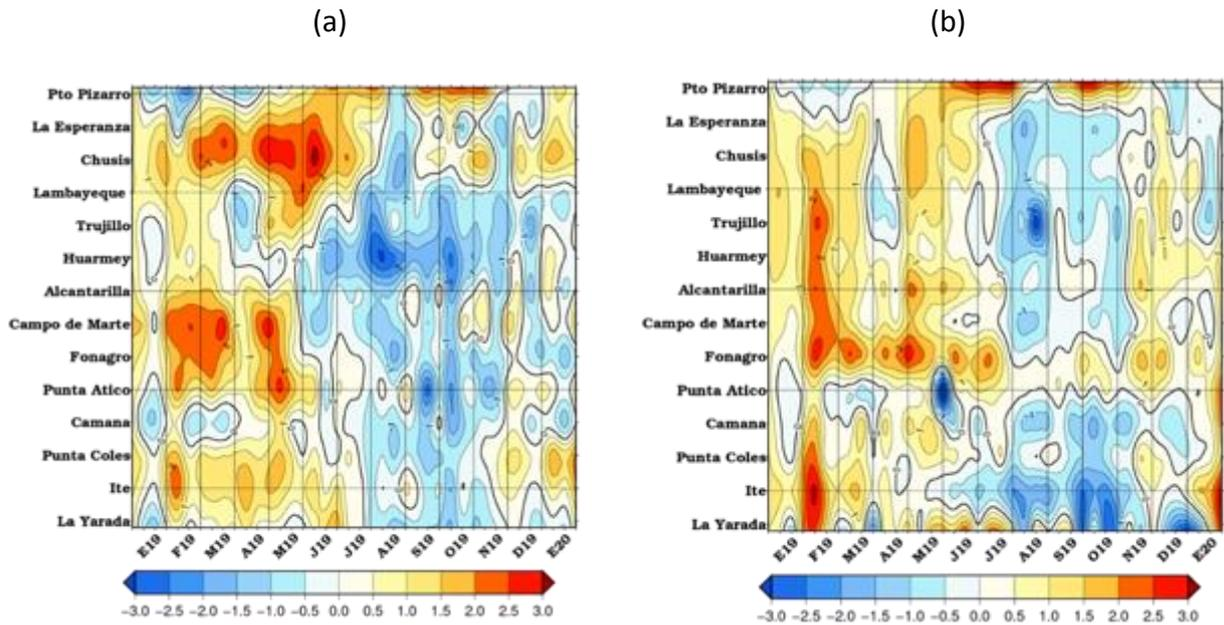 (a)
Pto Pizarro
La Esperanza
Chusis
Lambayeque
Trujillo
Huarmey
Alcantarilla
Campo de Marte
Fonagro
Punta Atico
Camana
Punta Coles
Ite
La Yarada
E19 F19 M19 A19 M19 J19 J19 A19 S19 O19 N19 D19 E20
−3.0 −2.5 −2.0 −1.5 −1.0 −0.5 0.0 0.5 1.0 1.5 2.0 2.5 3.0
(b)
Pto Pizarro
La Esperanza
Chusis
Lambayeque
Trujillo
Huarmey
Alcantarilla
Campo de Marte
Fonagro
Punta Atico
Camana
Punta Coles
Ite
La Yarada
E19 F19 M19 A19 M19 J19 J19 A19 S19 O19 N19 D19 E20
−3.0 −2.5 −2.0 −1.5 −1.0 −0.5 0.0 0.5 1.0 1.5 2.0 2.5 3.0